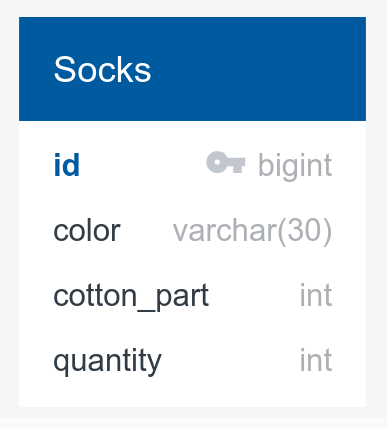 Socks
id bigint
color varchar(30)
cotton_part int
quantity int